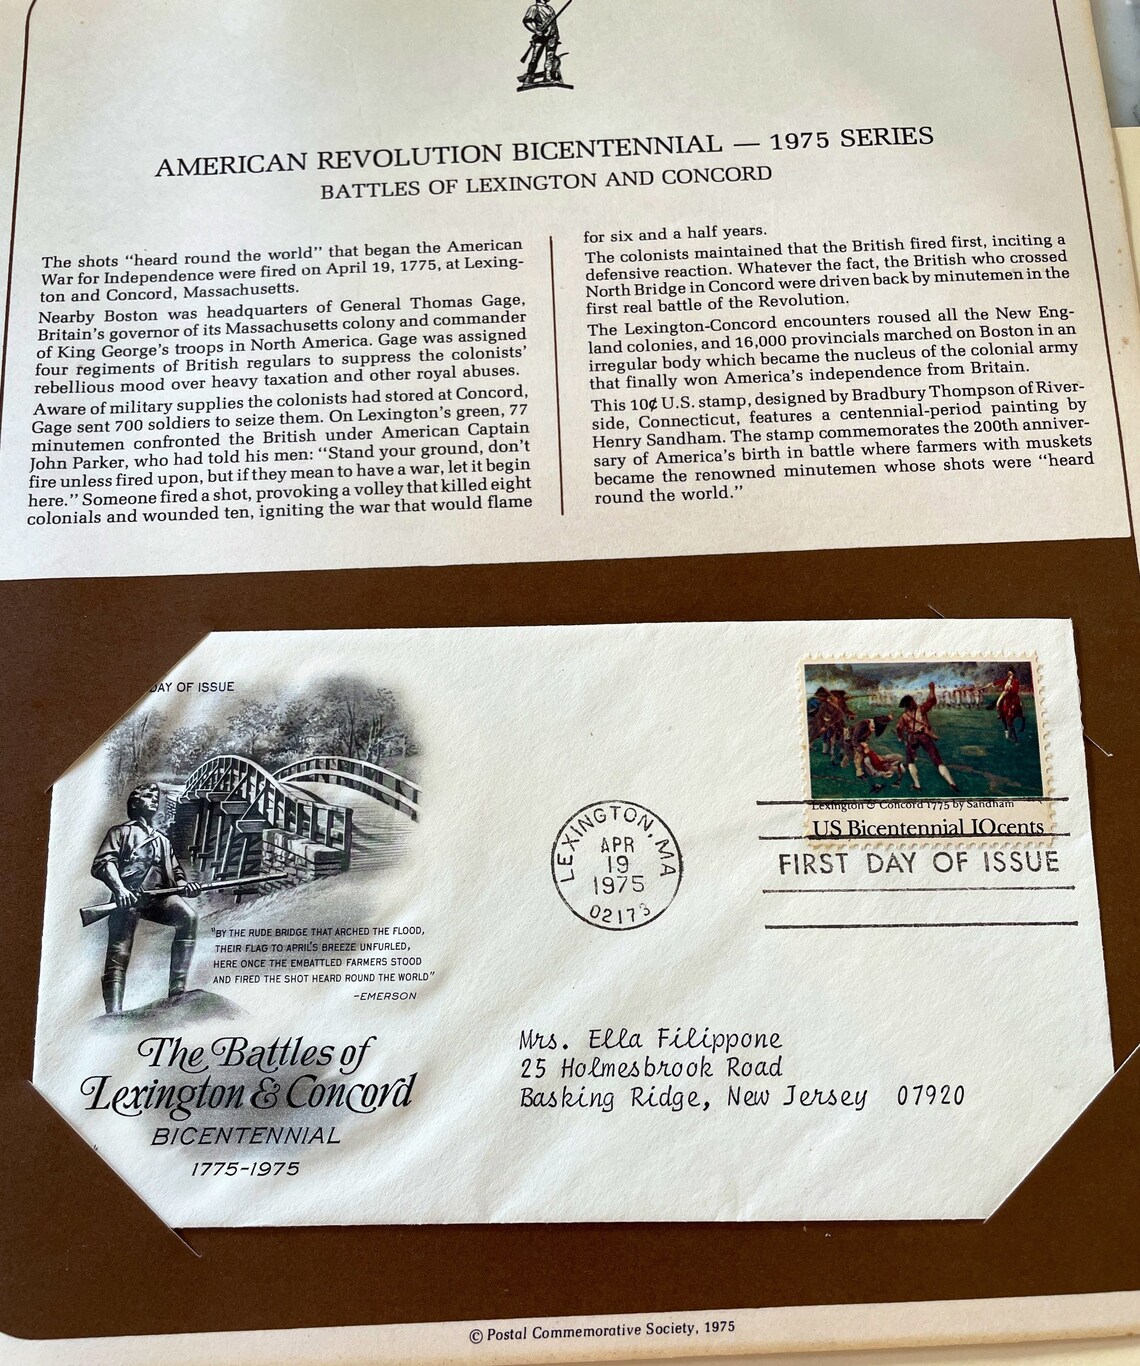 AMERICAN REVOLUTION BICENTENNIAL — 1975 SERIES
BATTLES OF LEXINGTON AND CONCORD
The shots "heard round the world" that began the American
War for Independence were fired on April 19, 1775, at Lexing-
ton and Concord, Massachusetts.
Nearby Boston was headquarters of General Thomas Gage,
Britain's governor of its Massachusetts colony and commander
of King George's troops in North America. Gage was assigned
four regiments of British regulars to suppress the colonists'
rebellious mood over heavy taxation and other royal abuses.
Aware of military supplies the colonists had stored at Concord,
Gage sent 700 soldiers to seize them. On Lexington's green, 77
minutemen confronted the British under American Captain
John Parker, who had told his men: "Stand your ground, don't
fire unless fired upon, but if they mean to have a war, let it begin
here." Someone fired a shot, provoking a volley that killed eight
colonials and wounded ten, igniting the war that would flame
for six and a half years.
The colonists maintained that the British fired first, inciting a
defensive reaction. Whatever the fact, the British who crossed
North Bridge in Concord were driven back by minutemen in the
first real battle of the Revolution.
The Lexington-Concord encounters roused all the New Eng-
land colonies, and 16,000 provincials marched on Boston in an
irregular body which became the nucleus of the colonial army
that finally won America's independence from Britain.
This 10¢ U.S. stamp, designed by Bradbury Thompson of River-
side, Connecticut, features a centennial-period painting by
Henry Sandham. The stamp commemorates the 200th anniver-
sary of America's birth in battle where farmers with muskets
became the renowned minutemen whose shots were "heard
round the world."
DAY OF ISSUE
"BY THE RUDE BRIDGE THAT ARCHED THE FLOOD,
THEIR FLAG TO APRIL'S BREEZE UNFURLED,
HERE ONCE THE EMBATTLED FARMERS STOOD
AND FIRED THE SHOT HEARD ROUND THE WORLD"
-EMERSON
The Battles of
Lexington & Concord
BICENTENNIAL
1775-1975
LEXINGTON, MA
APR
19
1975
02173
Lexington & Concord 1775 by Sandham
US Bicentennial 10cents
FIRST DAY OF ISSUE
Mrs. Ella Filippone
25 Holmesbrook Road
Basking Ridge, New Jersey 07920
© Postal Commemorative Society, 1975